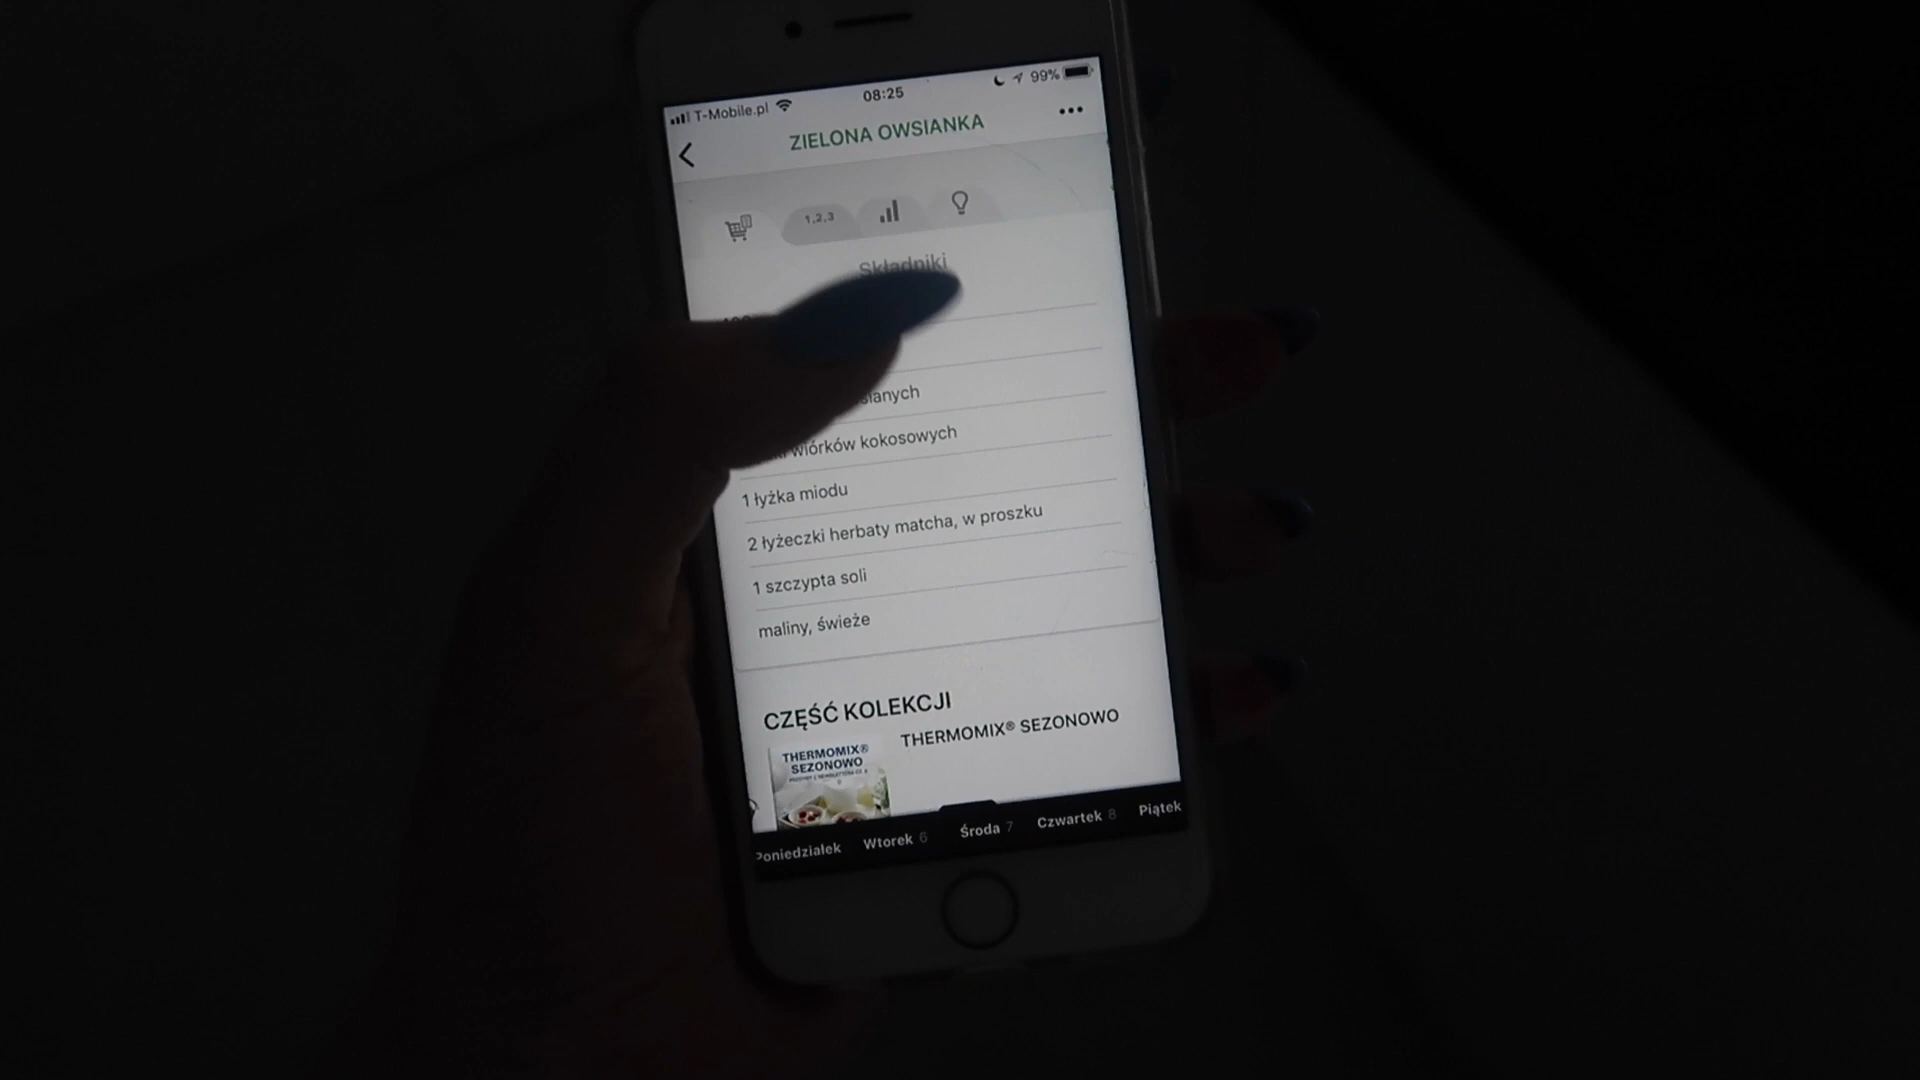 T-Mobile.pl 08:25 99%
ZIELONA OWSIANKA
1,2,3
Składniki
wiórków kokosowych
1 łyżka miodu
2 łyżeczki herbaty matcha, w proszku
1 szczypta soli
maliny, świeże
CZĘŚĆ KOLEKCJI
THERMOMIX® SEZONOWO
THERMOMIX®
SEZONOWO
Poniedziałek Wtorek 6 Środa 7 Czwartek 8 Piątek